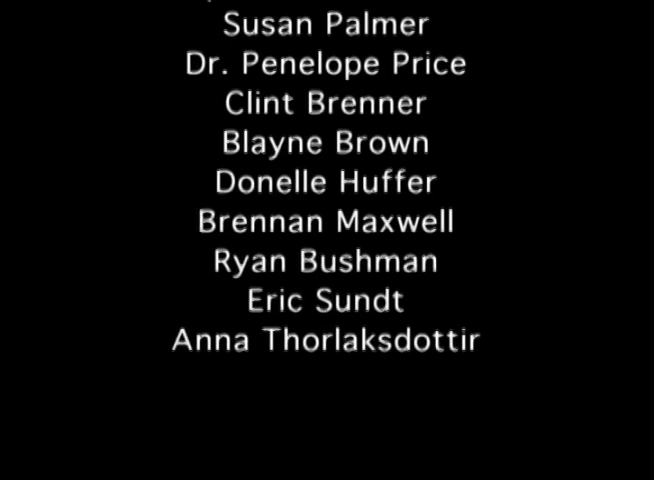 Susan Palmer
Dr. Penelope Price
Clint Brenner
Blayne Brown
Donelle Huffer
Brennan Maxwell
Ryan Bushman
Eric Sundt
Anna Thorlaksdottir